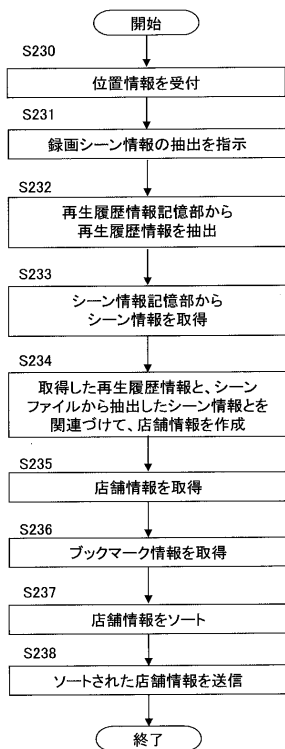 開始
S230
位置情報を受付
S231
録画シーン情報の抽出を指示
S232
再生履歴情報記憶部から
再生履歴情報を抽出
S233
シーン情報記憶部から
シーン情報を取得
S234
取得した再生履歴情報と、シーン
ファイルから抽出したシーン情報とを
関連づけて、店舗情報を作成
S235
店舗情報を取得
S236
ブックマーク情報を取得
S237
店舗情報をソート
S238
ソートされた店舗情報を送信
終了